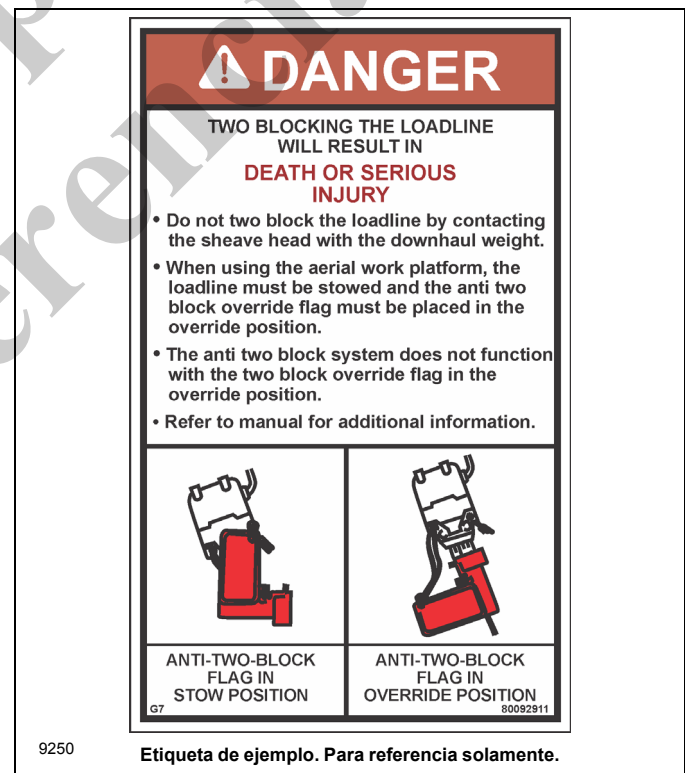 DANGER
TWO BLOCKING THE LOADLINE
WILL RESULT IN
DEATH OR SERIOUS
INJURY
• Do not two block the loadline by contacting
the sheave head with the downhaul weight.
• When using the aerial work platform, the
loadline must be stowed and the anti two
block override flag must be placed in the
override position.
• The anti two block system does not function
with the two block override flag in the
override position.
• Refer to manual for additional information.
ANTI-TWO-BLOCK
FLAG IN
STOW POSITION
G7
ANTI-TWO-BLOCK
FLAG IN
OVERRIDE POSITION
80092911
9250
Etiqueta de ejemplo. Para referencia solamente.